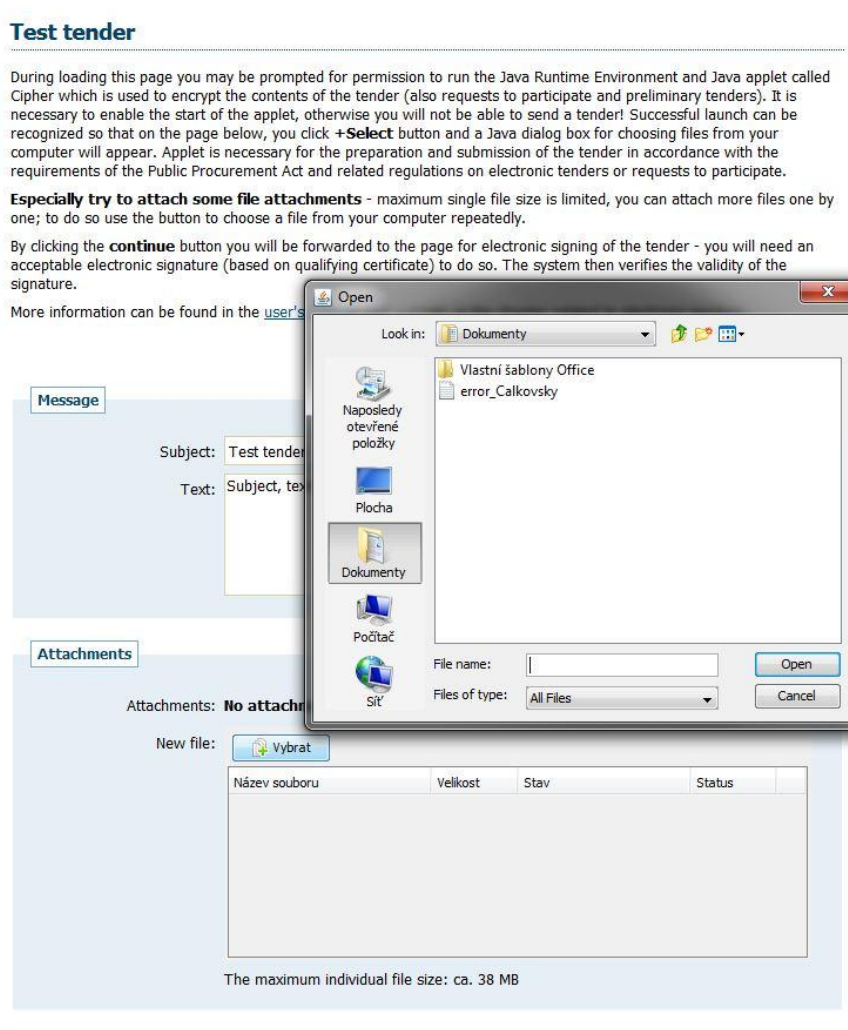 Test tender
During loading this page you may be prompted for permission to run the Java Runtime Environment and Java applet called
Cipher which is used to encrypt the contents of the tender (also requests to participate and preliminary tenders). It is
necessary to enable the start of the applet, otherwise you will not be able to send a tender! Successful launch can be
recognized so that on the page below, you click +Select button and a Java dialog box for choosing files from your
computer will appear. Applet is necessary for the preparation and submission of the tender in accordance with the
requirements of the Public Procurement Act and related regulations on electronic tenders or requests to participate.
Especially try to attach some file attachments - maximum single file size is limited, you can attach more files one by
one; to do so use the button to choose a file from your computer repeatedly.
By clicking the continue button you will be forwarded to the page for electronic signing of the tender - you will need an
acceptable electronic signature (based on qualifying certificate) to do so. The system then verifies the validity of the
signature.
More information can be found in the user's
Open
Look in:
Dokumenty
Vlastní šablony Office
error_Calkovsky
Naposledy
otevřené
položky
Plocha
Dokumenty
Počítač
Síť
File name:
Open
Files of type:
All Files
Cancel
Message
Subject:
Test tender
Text:
Subject, tex
Attachments
Attachments:
No attachm
New file:
Vybrat
Název souboru
Velikost
Stav
Status
The maximum individual file size: ca. 38 MB